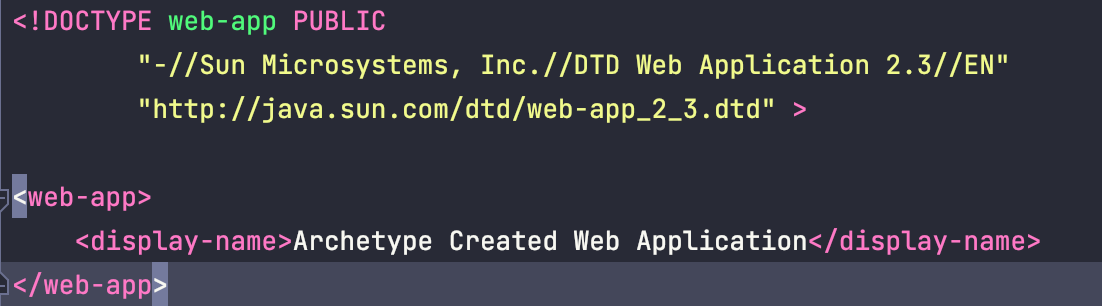 <!DOCTYPE web-app PUBLIC
"-//Sun Microsystems, Inc.//DTD Web Application 2.3//EN"
"http://java.sun.com/dtd/web-app_2_3.dtd" >
<web-app>
<display-name>Archetype Created Web Application</display-name>
</web-app>